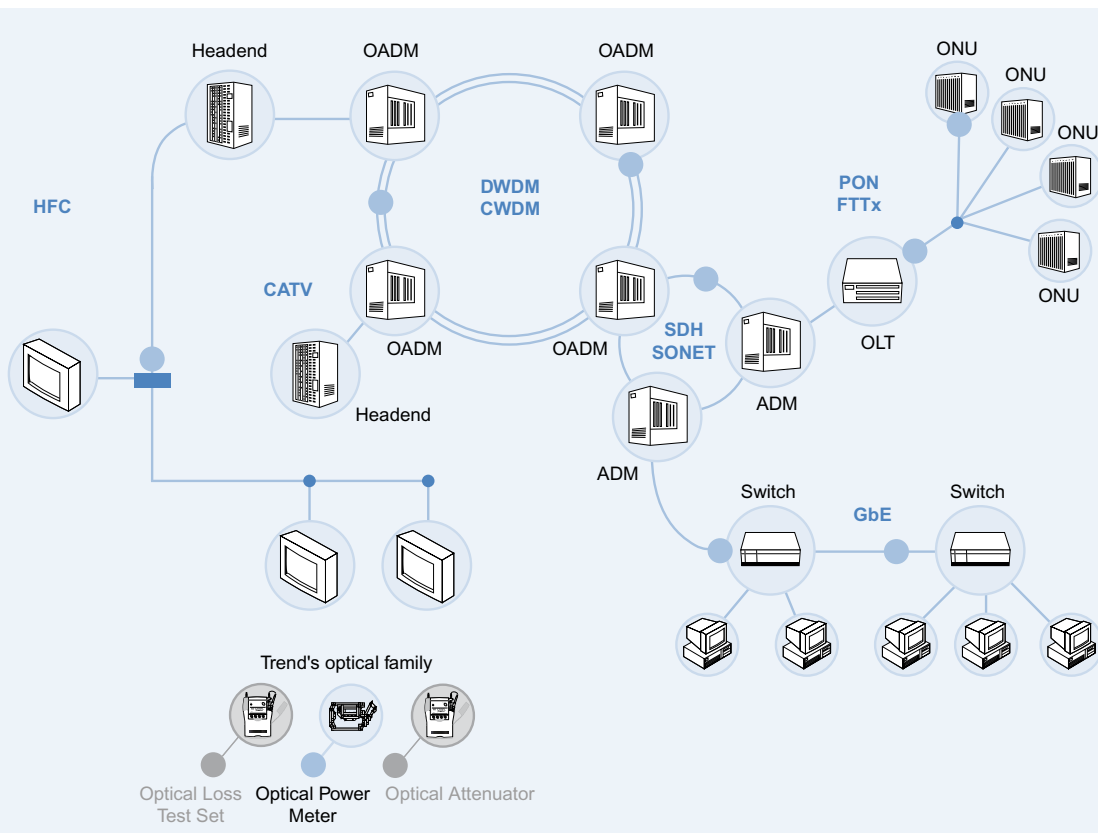 Headend
OADM
OADM
ONU
ONU
ONU
ONU
HFC
DWDM
CWDM
PON
FTTx
CATV
OADM
OADM
SDH
SONET
OLT
Headend
ADM
ADM
Switch
GbE
Switch
Trend's optical family
Optical Loss
Test Set
Optical Power
Meter
Optical Attenuator